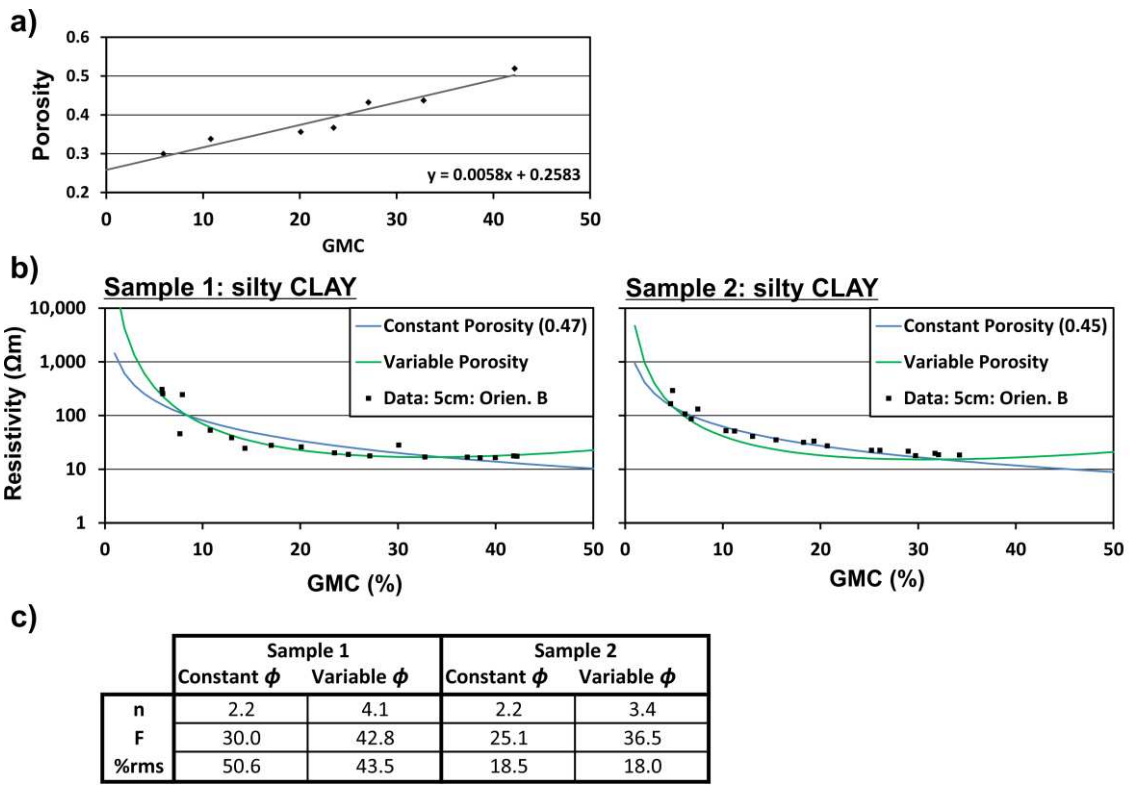 a)
0.6
0.5
0.4
0.3
0.2
Porosity
y = 0.0058x + 0.2583
0 10 20 30 40 50
GMC
b)
Sample 1: silty CLAY
10,000
1,000
100
10
1
Resistivity (Ωm)
Constant Porosity (0.47)
Variable Porosity
Data: 5cm: Orien. B
0 10 20 30 40 50
GMC (%)
Sample 2: silty CLAY
Constant Porosity (0.45)
Variable Porosity
Data: 5cm: Orien. B
0 10 20 30 40 50
GMC (%)
c)
Sample 1 Sample 2
Constant ϕ Variable ϕ Constant ϕ Variable ϕ
n 2.2 4.1 2.2 3.4
F 30.0 42.8 25.1 36.5
%rms 50.6 43.5 18.5 18.0